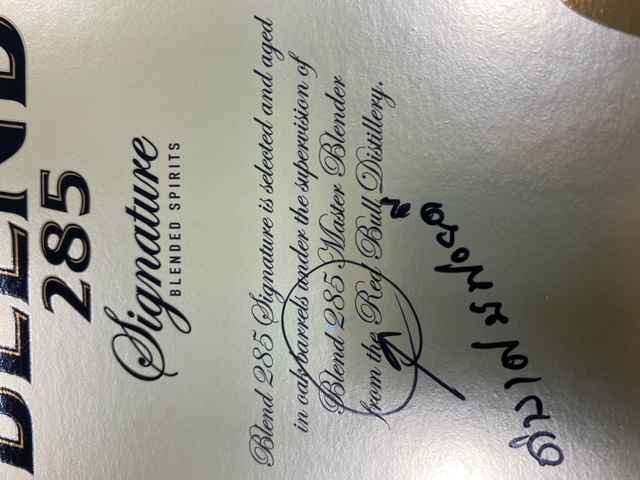 BLEND
285
Signature
BLENDED SPIRITS
Blend 285 Signature is selected and aged
in oak barrels under the supervision of
Blend 285 Master Blender
from the Red Bull Distillery.